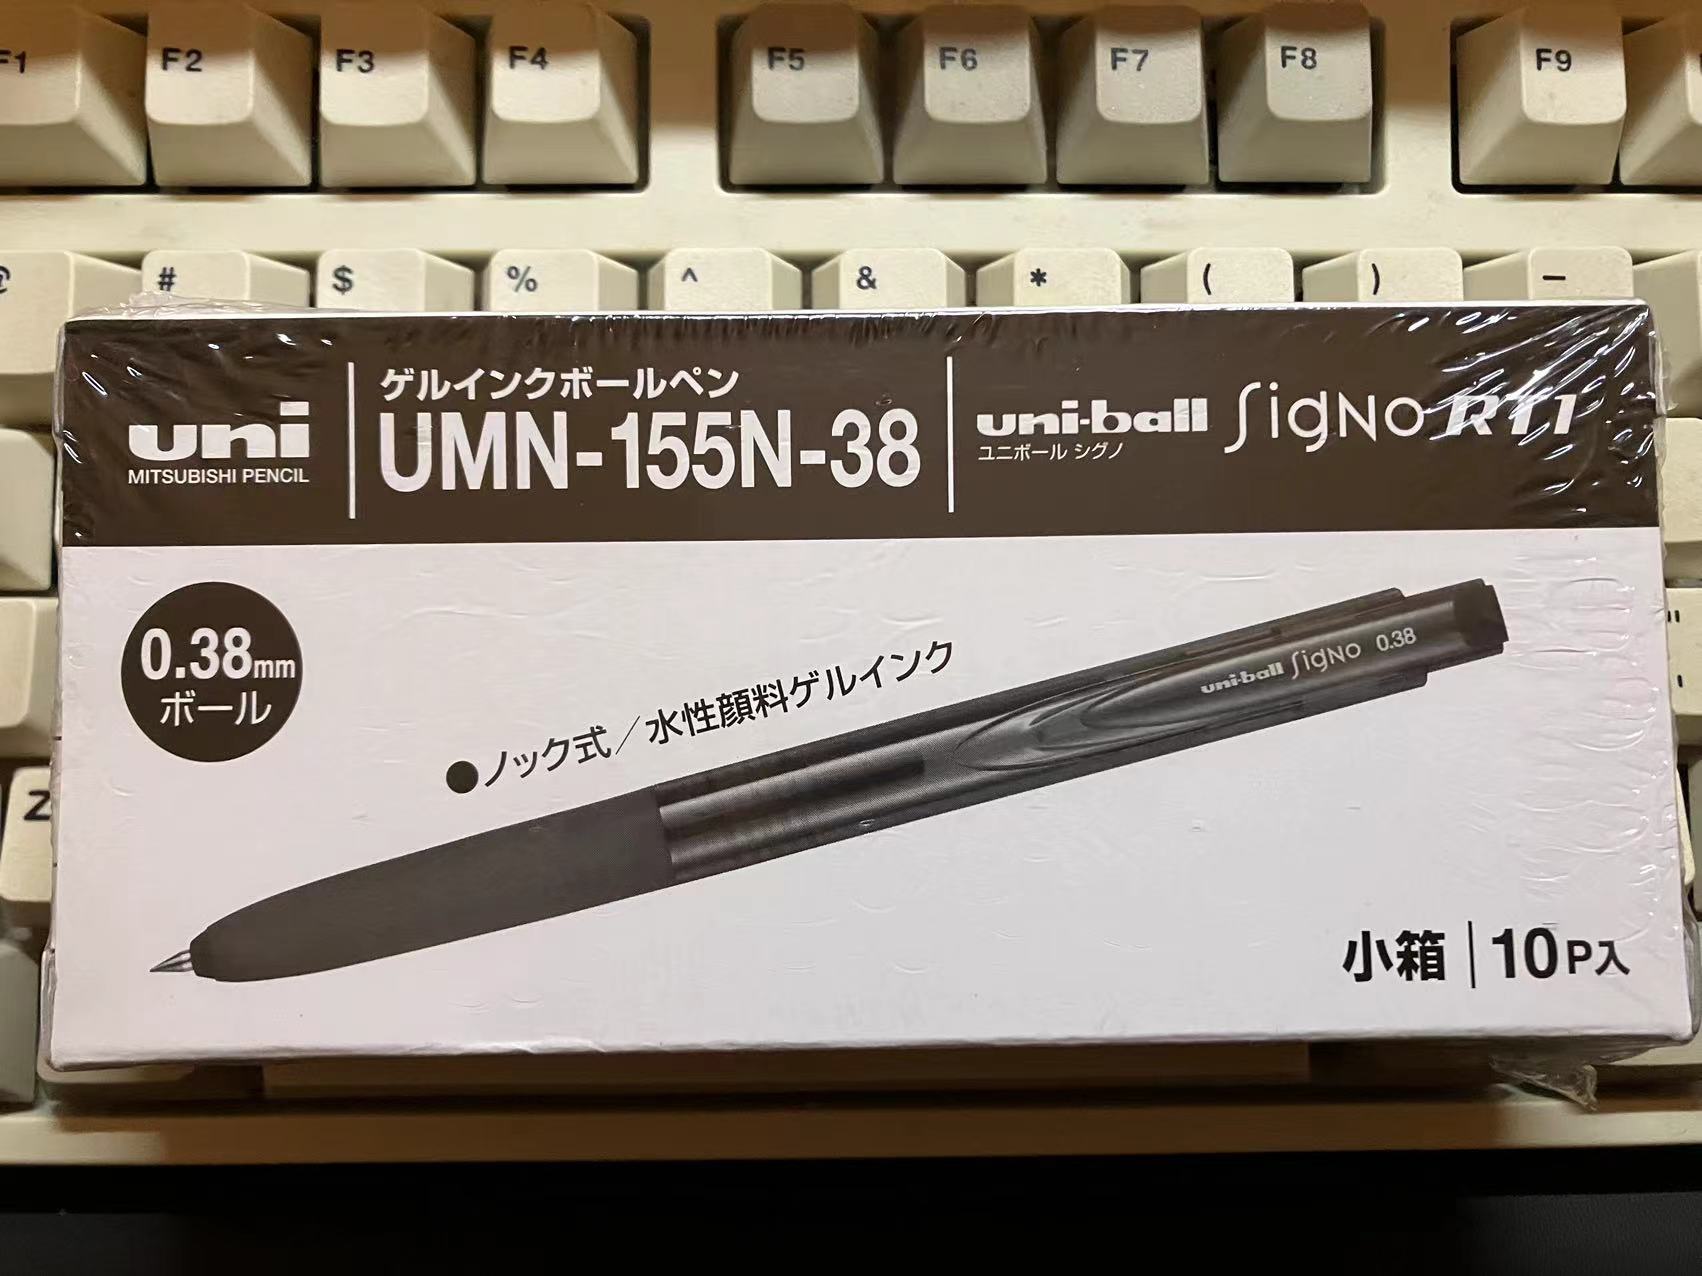 F1 F2 F3 F4 F5 F6 F7 F8 F9
@ # $ % ^ & * ( ) —
uni
MITSUBISHI PENCIL
ゲルインクボールペン
UMN-155N-38
uni-ball SigNo RT1
ユニボール シグノ
0.38mm
ボール
●ノック式／水性顔料ゲルインク
uni-ball SigNo 0.38
"
'
Z
小箱 | 10P入